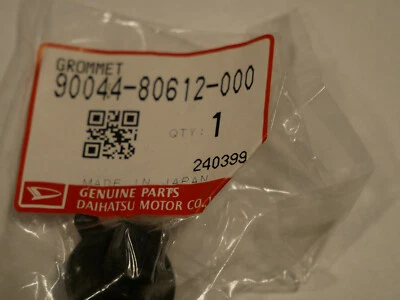 GROMMET
90044-80612-000
QTY: 1
240399
MADE IN JAPAN
GENUINE PARTS
DAIHATSU MOTOR CO.,